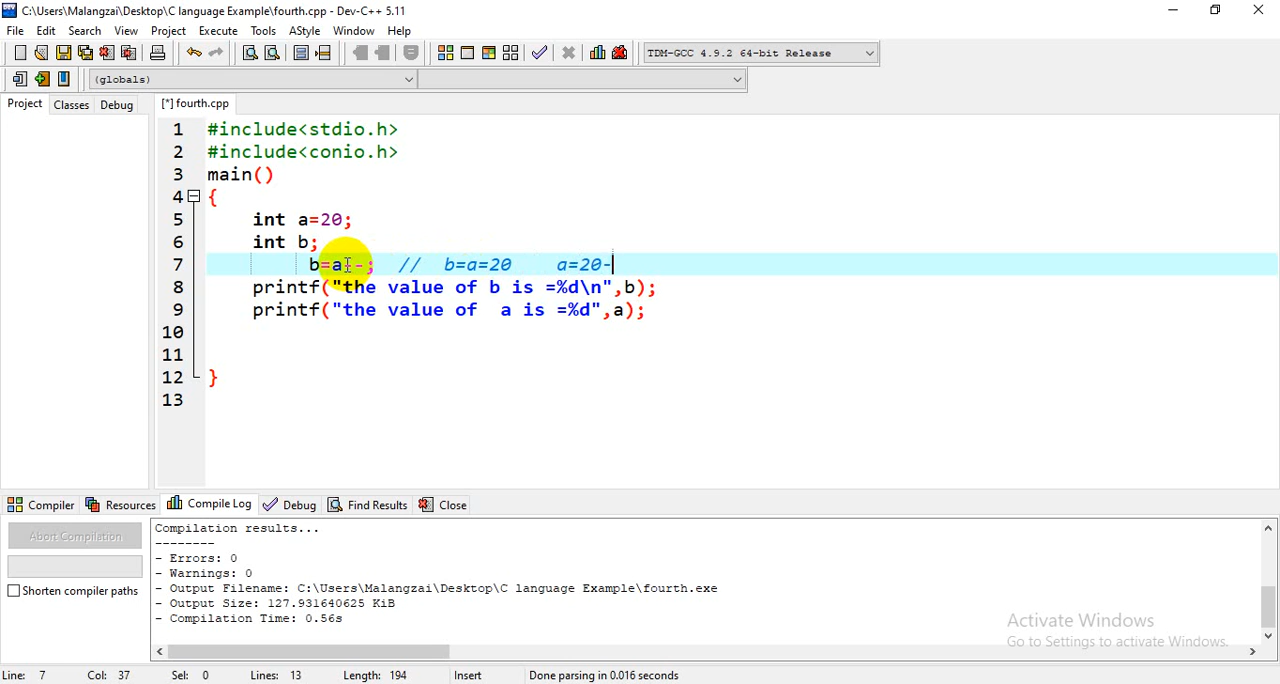 C:\Users\Malangzai\Desktop\C language Example\fourth.cpp - Dev-C++ 5.11
File Edit Search View Project Execute Tools AStyle Window Help
TDM-GCC 4.9.2 64-bit Release
(globals)
Project Classes Debug [*] fourth.cpp
1 #include<stdio.h>
2 #include<conio.h>
3 main()
4 {
5 int a=20;
6 int b;
7 b=a--; // b=a=20 a=20-
8 printf("the value of b is =%d\n",b);
9 printf("the value of a is =%d",a);
10
11
12 }
13
Compiler Resources Compile Log Debug Find Results Close
Abort Compilation
Shorten compiler paths
Compilation results...
--------
- Errors: 0
- Warnings: 0
- Output Filename: C:\Users\Malangzai\Desktop\C language Example\fourth.exe
- Output Size: 127.931640625 KiB
- Compilation Time: 0.56s
Activate Windows
Go to Settings to activate Windows.
Line: 7 Col: 37 Sel: 0 Lines: 13 Length: 194 Insert Done parsing in 0.016 seconds